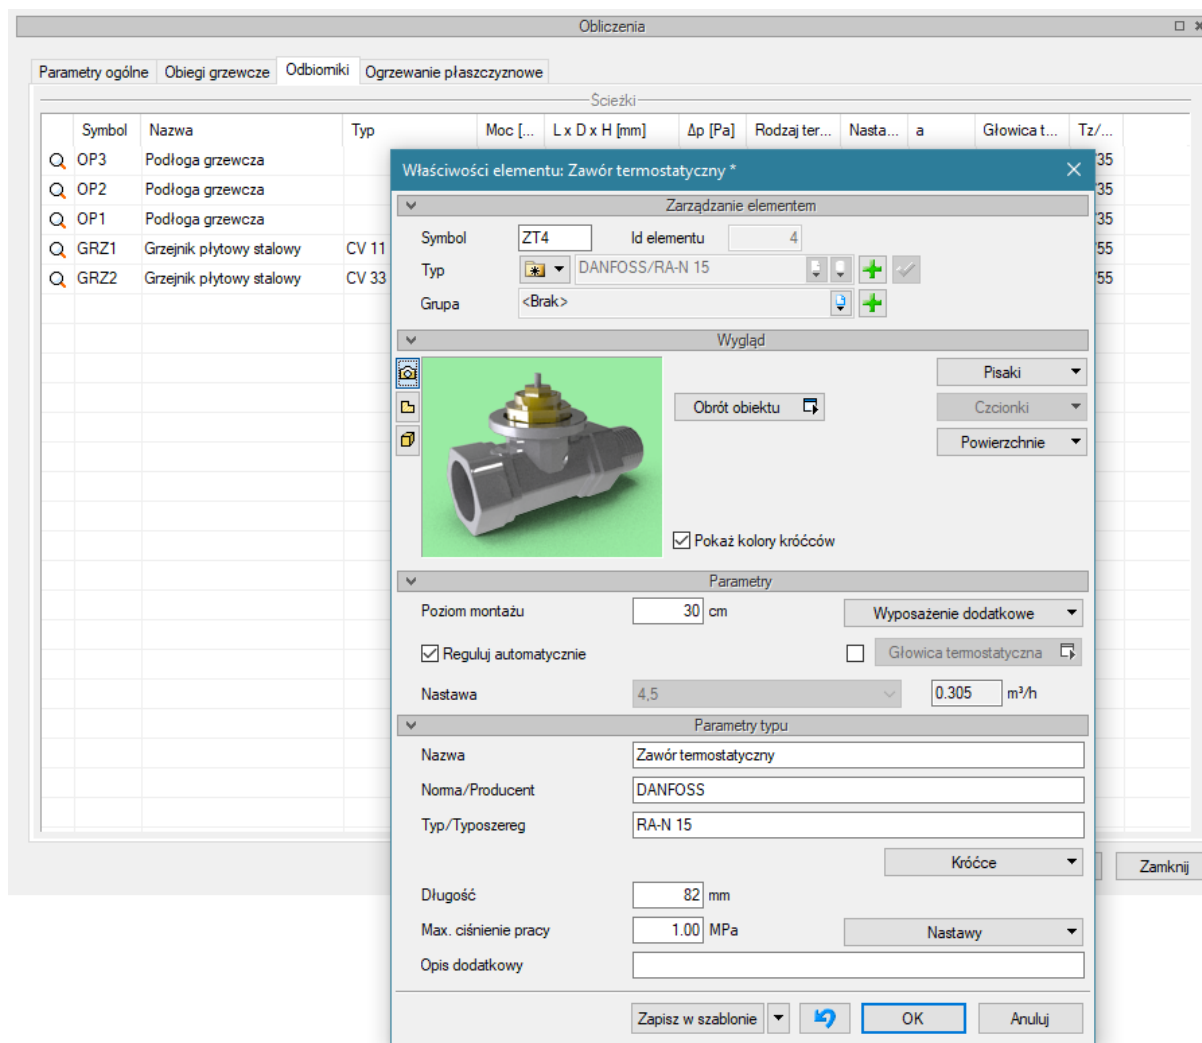 Obliczenia
Parametry ogólne Obiegi grzewcze Odbiorniki Ogrzewanie płaszczyznowe
Ścieżki
Symbol Nazwa Typ Moc [... L x D x H [mm] Δp [Pa] Rodzaj ter... Nasta... a Głowica t... Tz/...
OP3 Podłoga grzewcza 35
OP2 Podłoga grzewcza /35
OP1 Podłoga grzewcza /35
GRZ1 Grzejnik płytowy stalowy CV 11 /55
GRZ2 Grzejnik płytowy stalowy CV 33 /55
Właściwości elementu: Zawór termostatyczny *
Zarządzanie elementem
Symbol ZT4 Id elementu 4
Typ DANFOSS/RA-N 15
Grupa <Brak>
Wygląd
Pisaki
Obrót obiektu Czcionki
Powierzchnie
Pokaż kolory króćców
Parametry
Poziom montażu 30 cm Wyposażenie dodatkowe
Reguluj automatycznie Głowica termostatyczna
Nastawa 4,5 0.305 m³/h
Parametry typu
Nazwa Zawór termostatyczny
Norma/Producent DANFOSS
Typ/Typoszereg RA-N 15
Króćce
Zamknij
Długość 82 mm
Max. ciśnienie pracy 1.00 MPa Nastawy
Opis dodatkowy
Zapisz w szablonie OK Anuluj